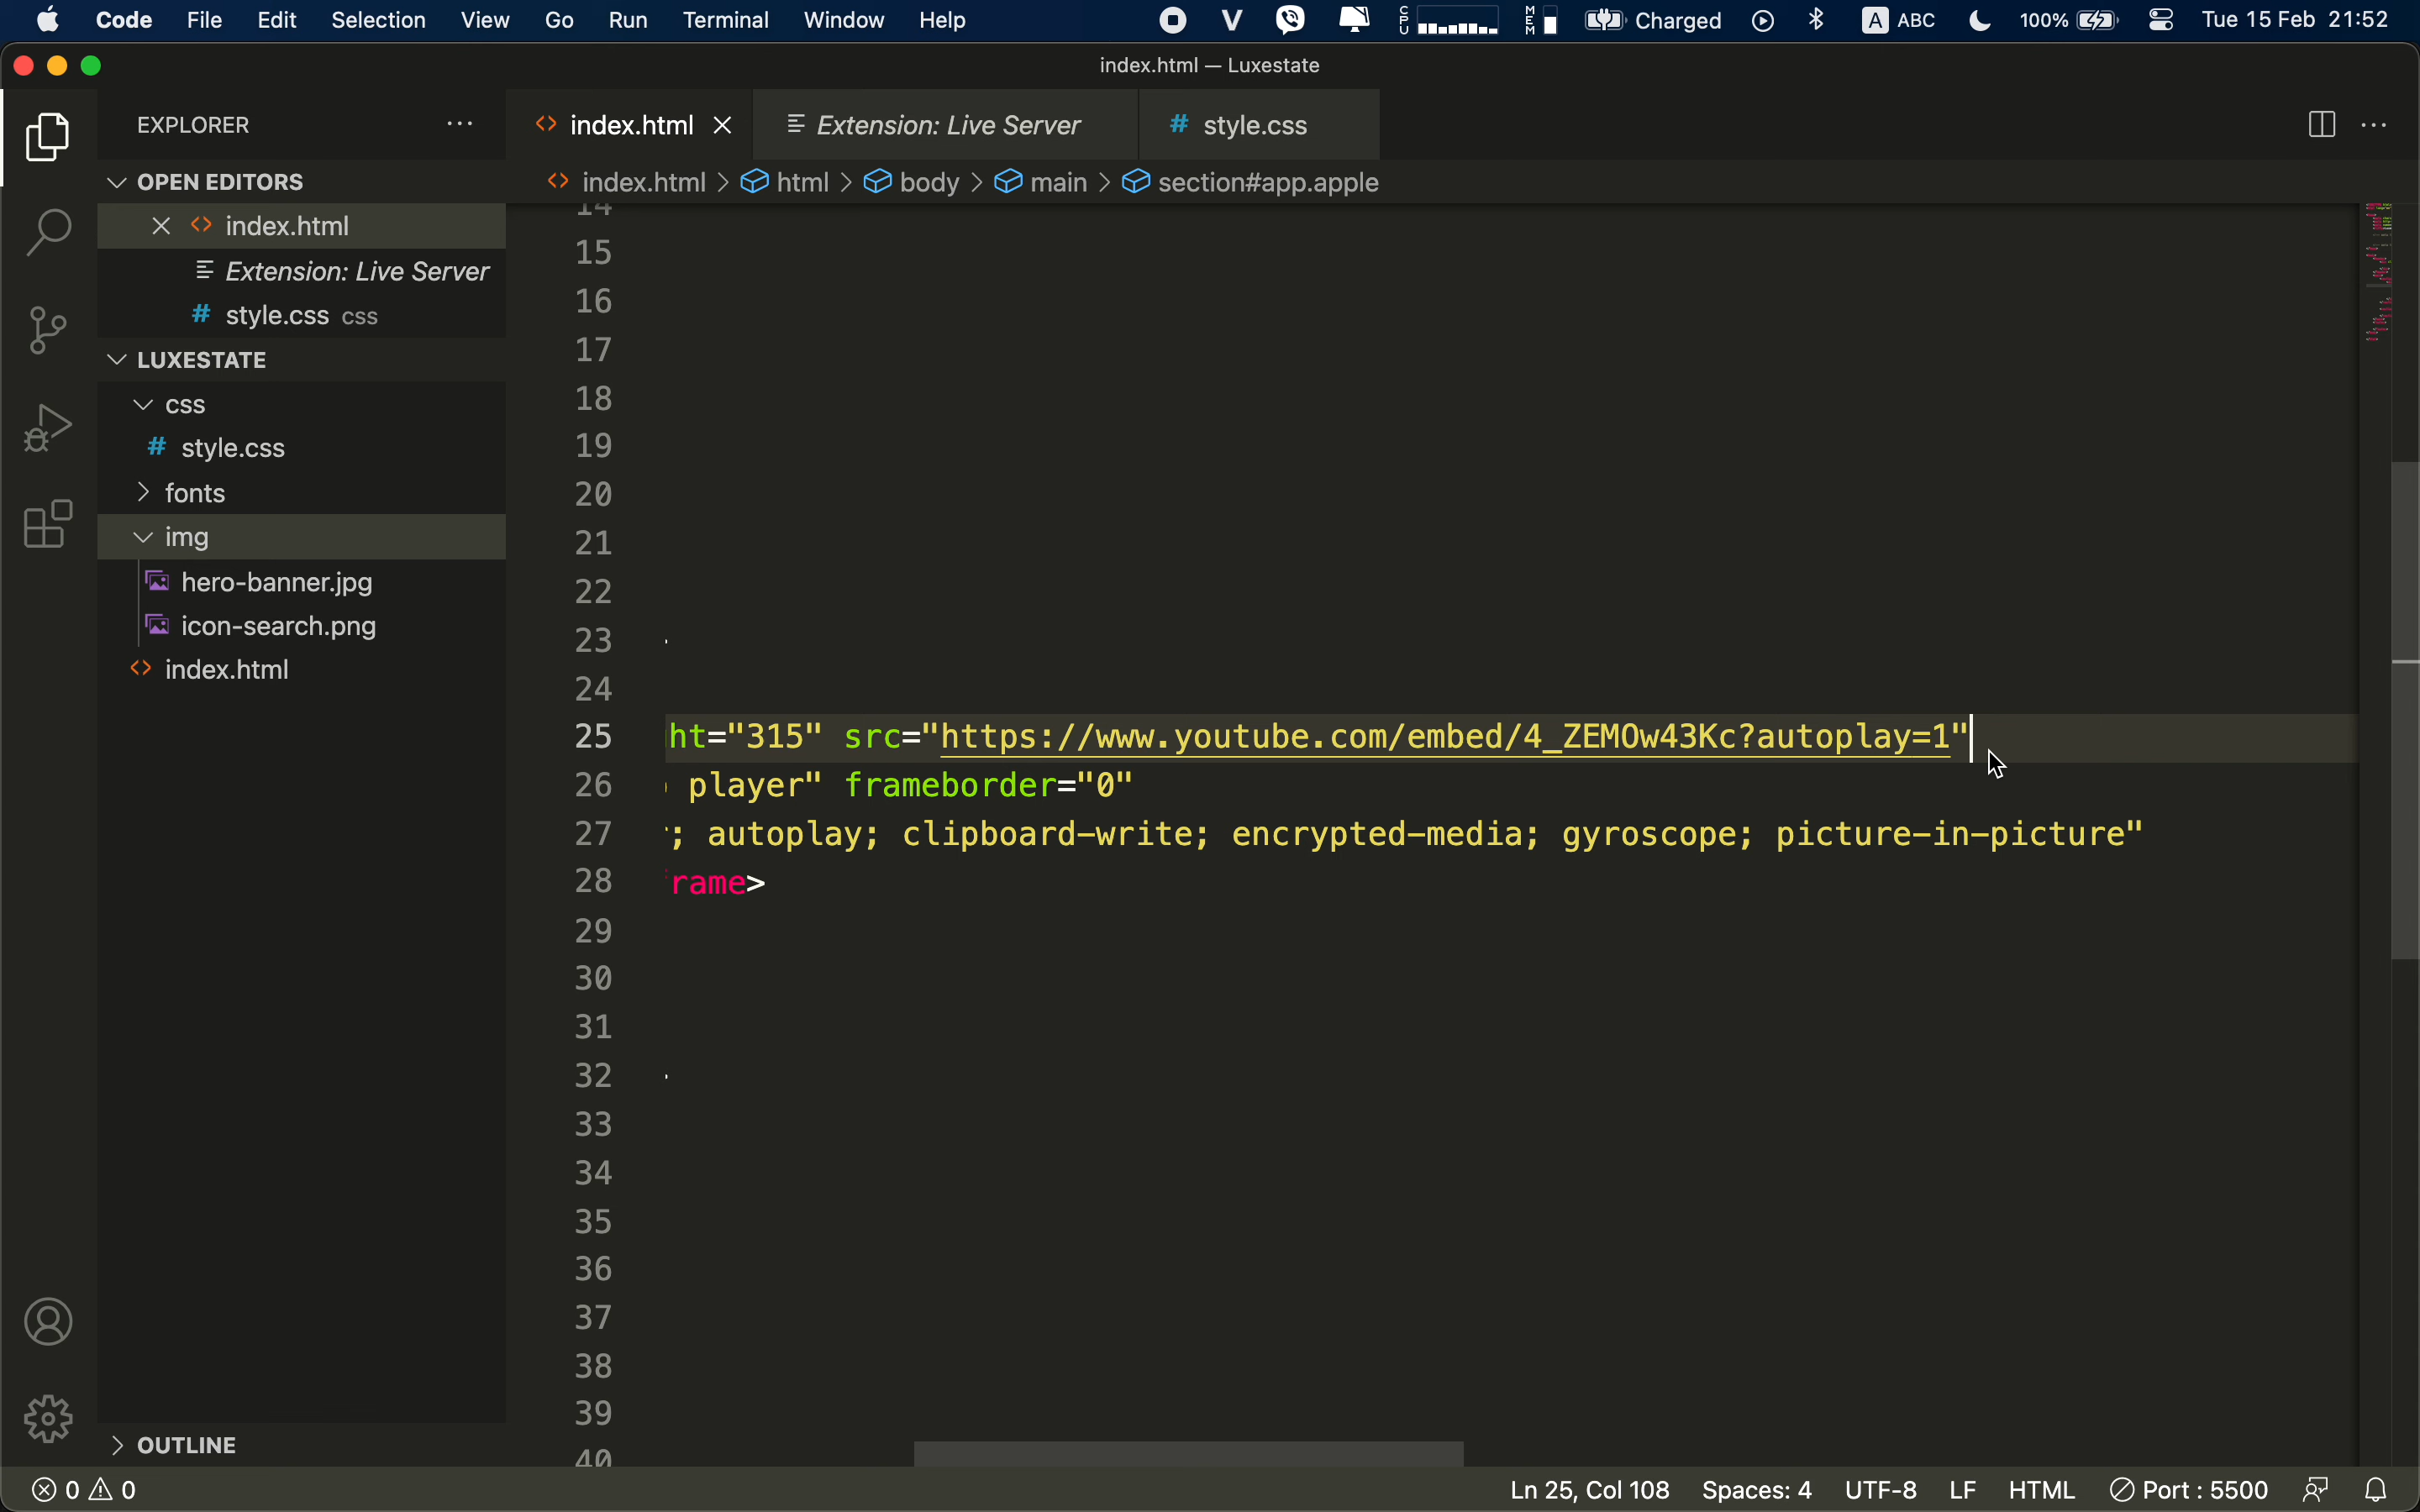 Code File Edit Selection View Go Run Terminal Window Help
CPU MEM Charged A ABC 100% Tue 15 Feb 21:52
index.html — Luxestate
EXPLORER
index.html
Extension: Live Server
# style.css
index.html > html > body > main > section#app.apple
OPEN EDITORS
index.html
Extension: Live Server
# style.css css
LUXESTATE
css
# style.css
fonts
img
hero-banner.jpg
icon-search.png
index.html
OUTLINE
14
15
16
17
18
19
20
21
22
23
24
25 ht="315" src="https://www.youtube.com/embed/4_ZEMOw43Kc?autoplay=1"
26 player" frameborder="0"
27 ; autoplay; clipboard-write; encrypted-media; gyroscope; picture-in-picture"
28 rame>
29
30
31
32
33
34
35
36
37
38
39
40
0 0
Ln 25, Col 108 Spaces: 4 UTF-8 LF HTML Port : 5500